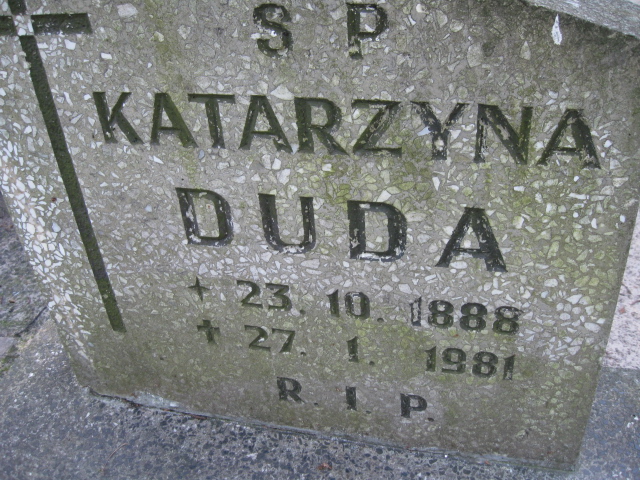 S P
KATARZYNA
DUDA
+ 23. 10. 1888
✝ 27. 1. 1981
R. I. P.